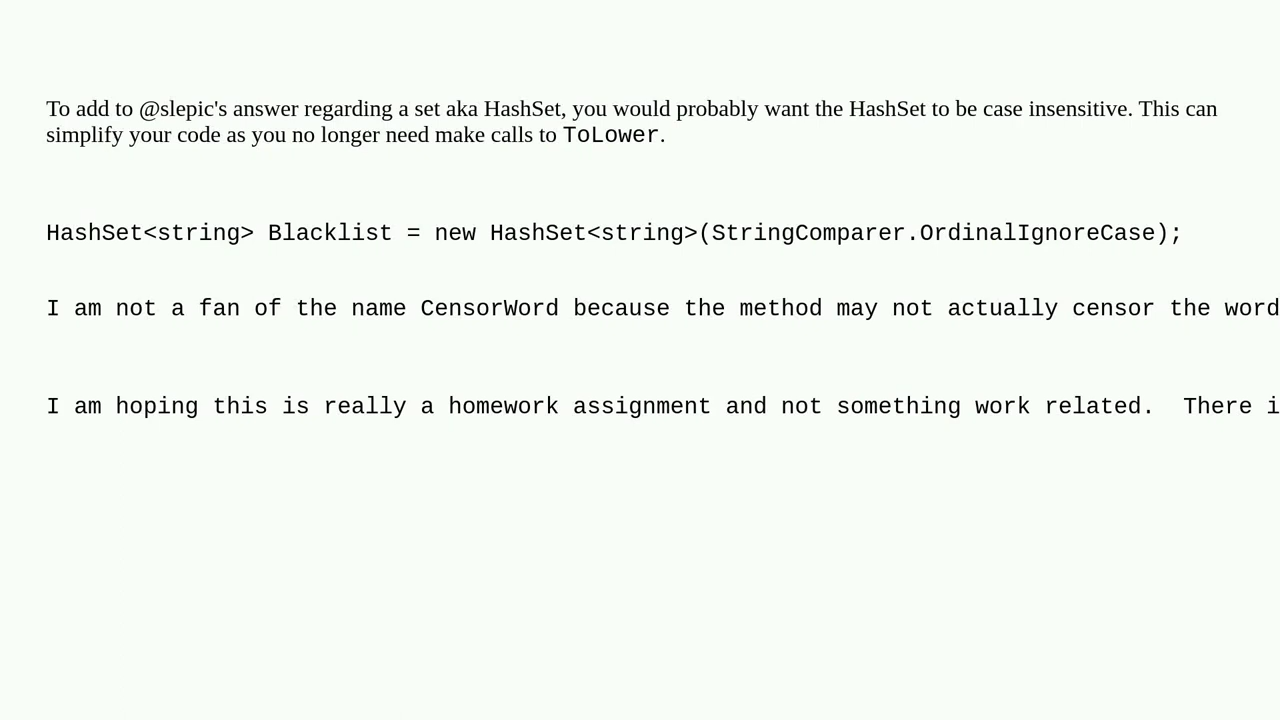 To add to @slepic's answer regarding a set aka HashSet, you would probably want the HashSet to be case insensitive. This can
simplify your code as you no longer need make calls to ToLower.
HashSet<string> Blacklist = new HashSet<string>(StringComparer.OrdinalIgnoreCase);
I am not a fan of the name CensorWord because the method may not actually censor the word
I am hoping this is really a homework assignment and not something work related.  There